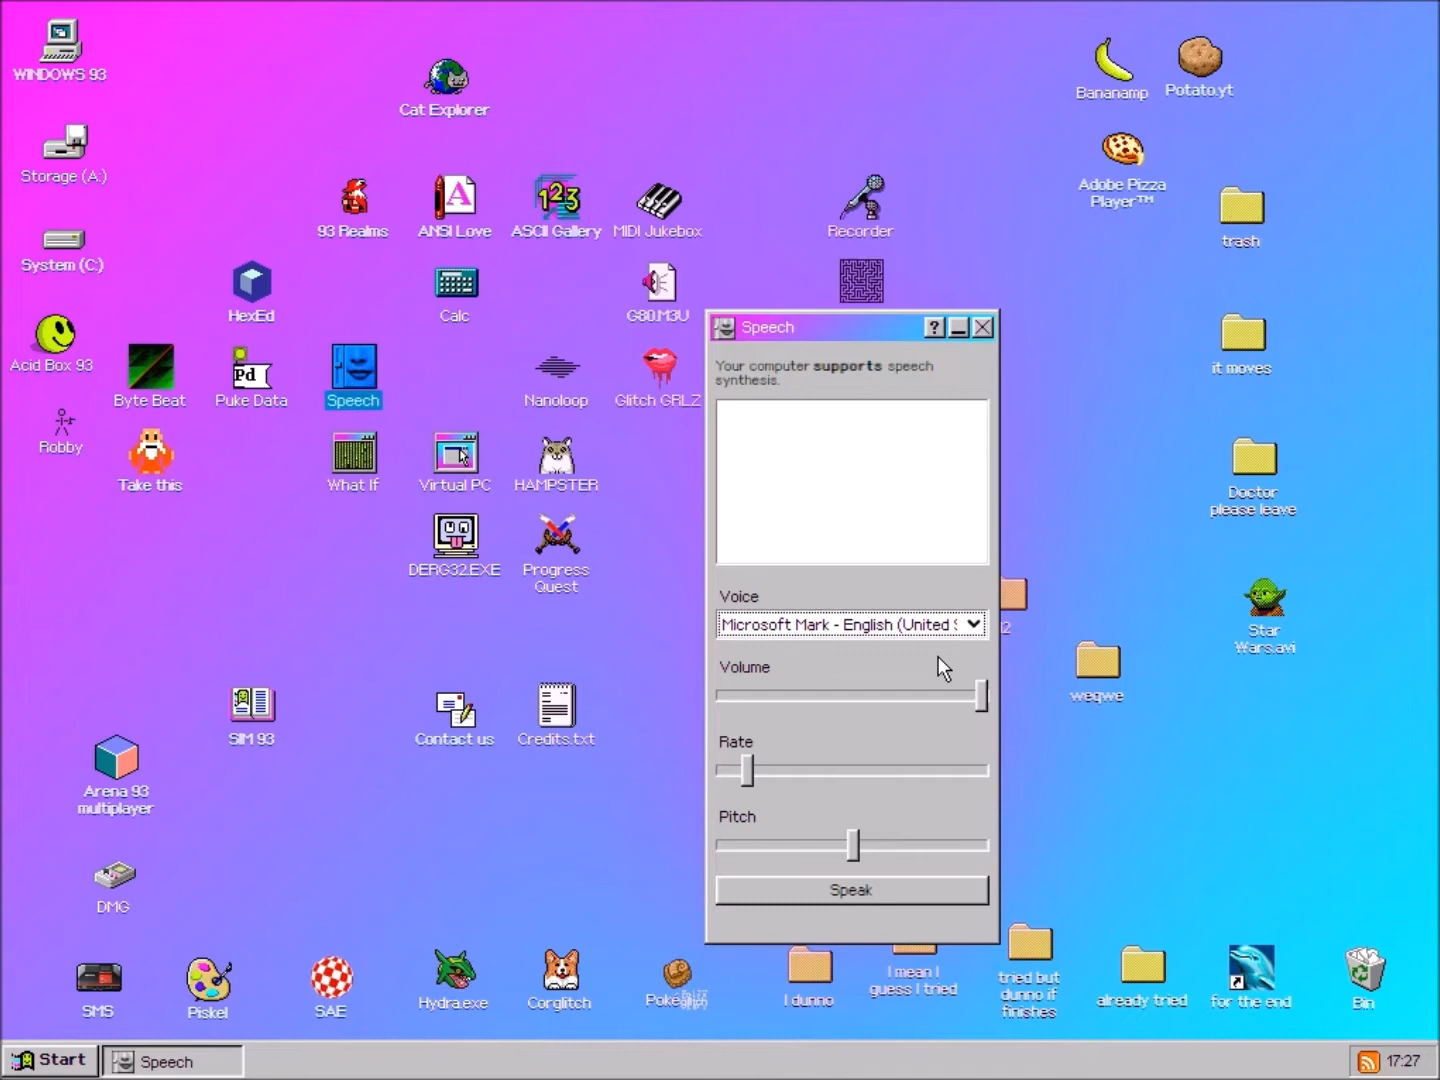 WINDOWS 93
Cat Explorer
Bananamp
Potato.yt
Storage (A:)
93 Realms
ANSI Love
ASCII Gallery
MIDI Jukebox
Recorder
Adobe Pizza
Player™
trash
System (C:)
HexEd
Calc
G80.M3U
Acid Box 93
Byte Beat
Pd
Puke Data
Speech
Nanoloop
Glitch GRLZ
it moves
Robby
Take this
What If
Virtual PC
HAMPSTER
Doctor
please leave
DERG32.EXE
Progress
Quest
Star
Wars.avi
weqwe
SIM 93
Contact us
Credits.txt
Arena 93
multiplayer
DMG
Speech
Your computer supports speech
synthesis.
Voice
Microsoft Mark - English (United S
Volume
Rate
Pitch
Speak
SMS
Piskel
SAE
Hydra.exe
Corglitch
I dunno
I mean I
guess I tried
tried but
dunno if
finishes
already tried
for the end
Bin
Start
Speech
17:27